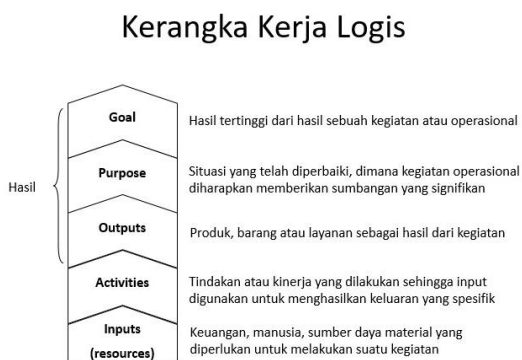 Kerangka Kerja Logis
Goal
Hasil tertinggi dari hasil sebuah kegiatan atau operasional
Hasil
Purpose
Situasi yang telah diperbaiki, dimana kegiatan operasional
diharapkan memberikan sumbangan yang signifikan
Outputs
Produk, barang atau layanan sebagai hasil dari kegiatan
Activities
Tindakan atau kinerja yang dilakukan sehingga input
digunakan untuk menghasilkan keluaran yang spesifik
Inputs
(resources)
Keuangan, manusia, sumber daya material yang
diperlukan untuk melakukan suatu kegiatan